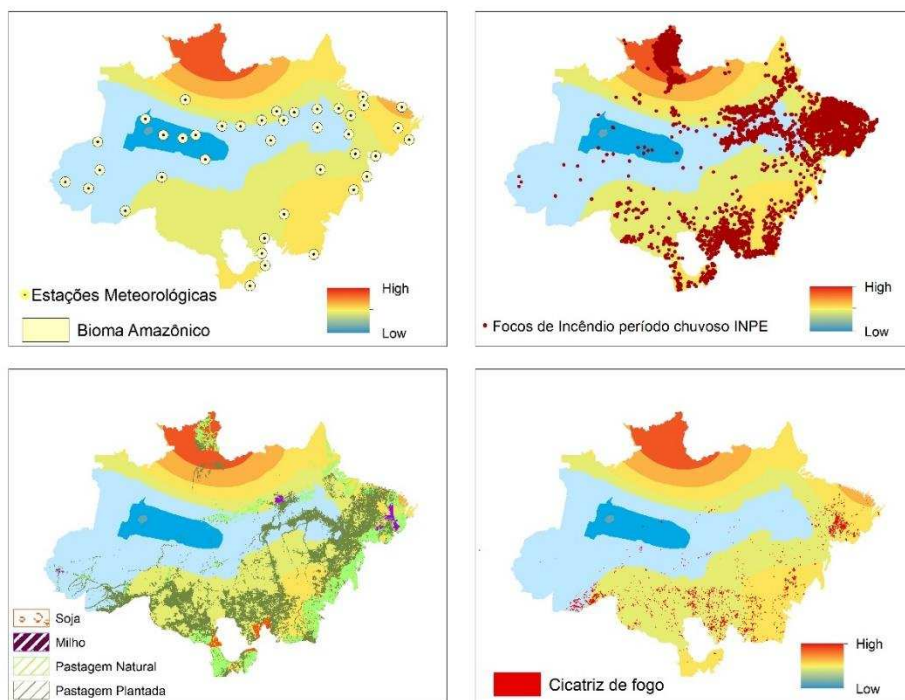 High
Estações Meteorológicas
Low
Bioma Amazônico
High
Focos de Incêndio período chuvoso INPE
Low
Soja
Milho
Pastagem Natural
Pastagem Plantada
High
Cicatriz de fogo
Low